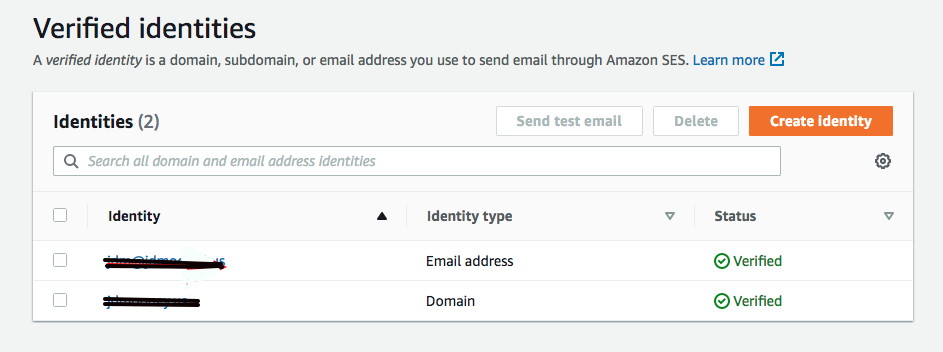 Verified identities
A verified identity is a domain, subdomain, or email address you use to send email through Amazon SES. Learn more
Identities (2)
Send test email
Delete
Create identity
Search all domain and email address identities
Identity
Identity type
Status
Email address
Verified
Domain
Verified